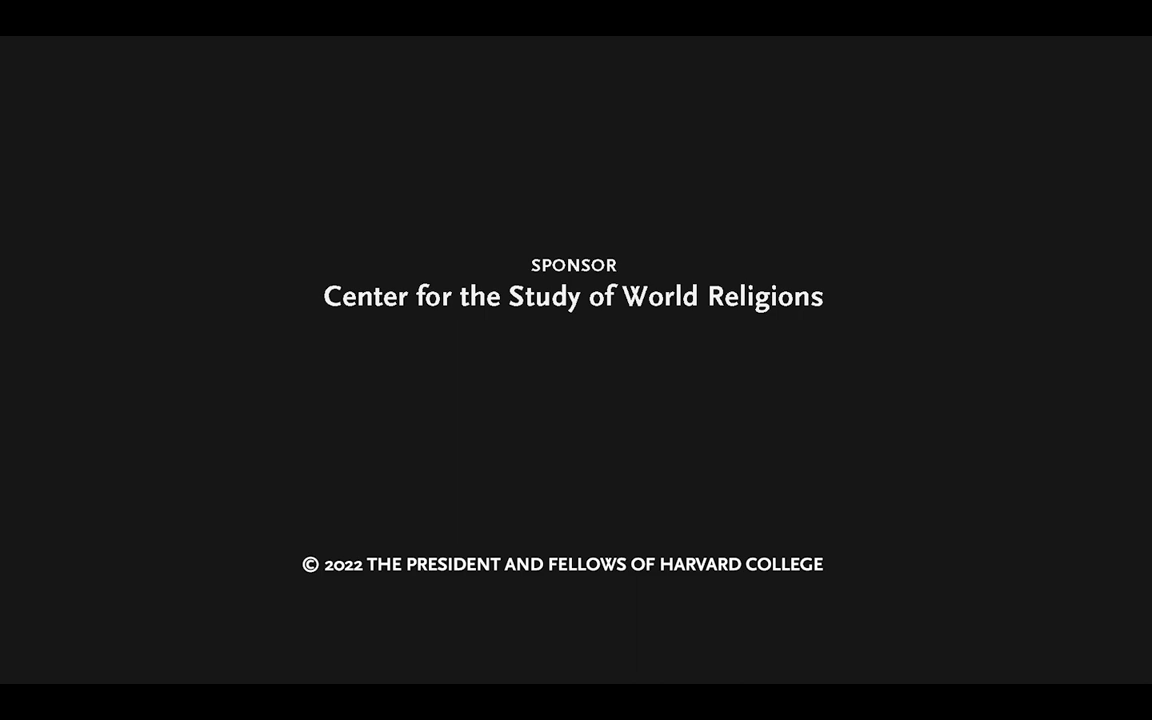 SPONSOR
Center for the Study of World Religions
© 2022 THE PRESIDENT AND FELLOWS OF HARVARD COLLEGE